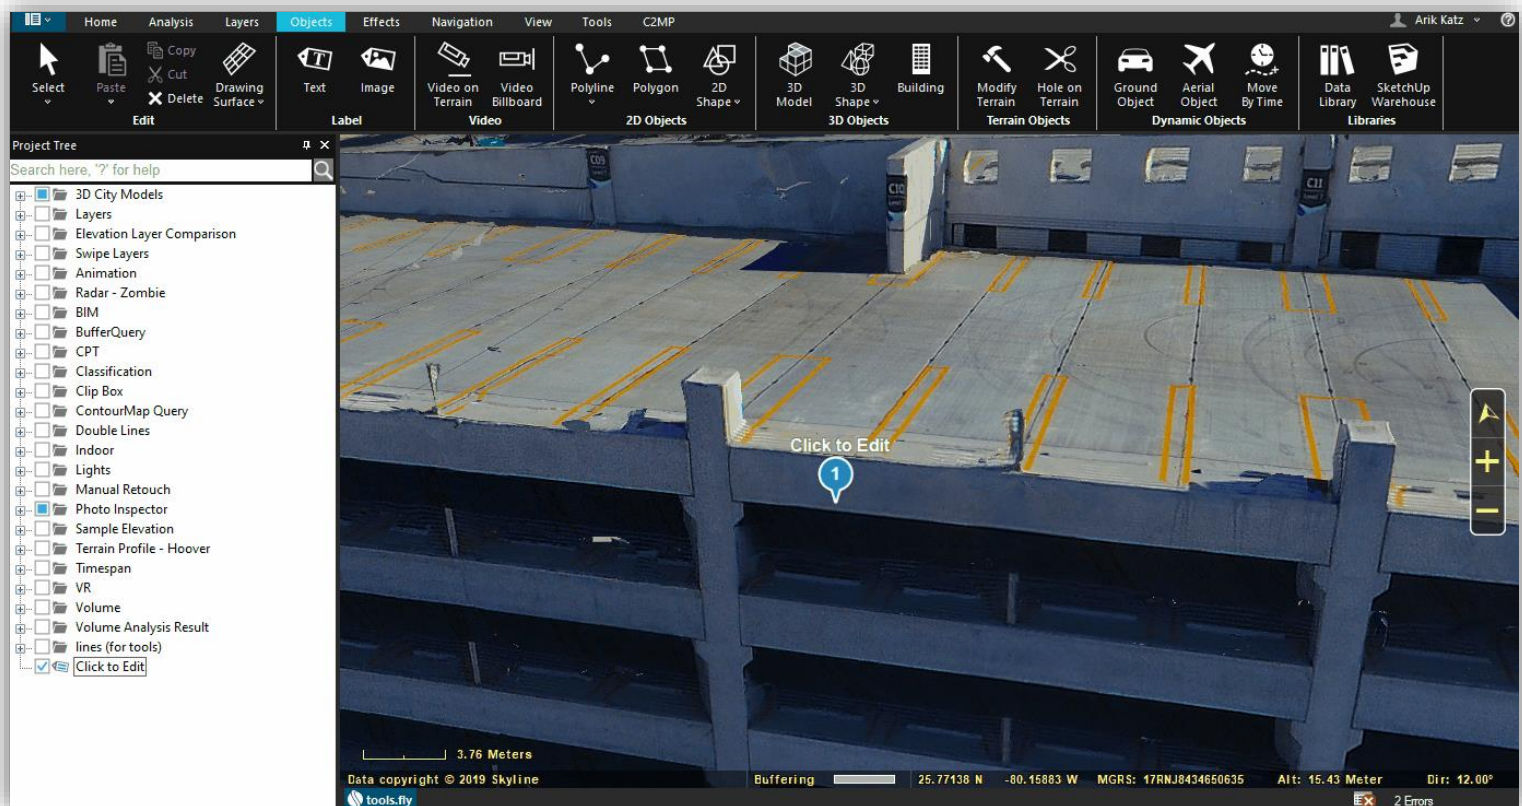 Home Analysis Layers Objects Effects Navigation View Tools C2MP Arik Katz
Select Paste Copy Cut Delete Drawing Surface
Edit
Text Image
Label
Video on Terrain Video Billboard
Video
Polyline Polygon 2D Shape
2D Objects
3D Model 3D Shape Building
3D Objects
Modify Terrain Hole on Terrain
Terrain Objects
Ground Object Aerial Object Move By Time
Dynamic Objects
Data Library SketchUp Warehouse
Libraries
Project Tree
Search here, '?' for help
3D City Models
Layers
Elevation Layer Comparison
Swipe Layers
Animation
Radar - Zombie
BIM
BufferQuery
CPT
Classification
Clip Box
ContourMap Query
Double Lines
Indoor
Lights
Manual Retouch
Photo Inspector
Sample Elevation
Terrain Profile - Hoover
Timespan
VR
Volume
Volume Analysis Result
lines (for tools)
Click to Edit
C09
C10
C11
Click to Edit
1
3.76 Meters
Data copyright © 2019 Skyline Buffering 25.77138 N -80.15883 W MGRS: 17RNJ8434650635 Alt: 15.43 Meter Dir: 12.00°
tools.fly 2 Errors